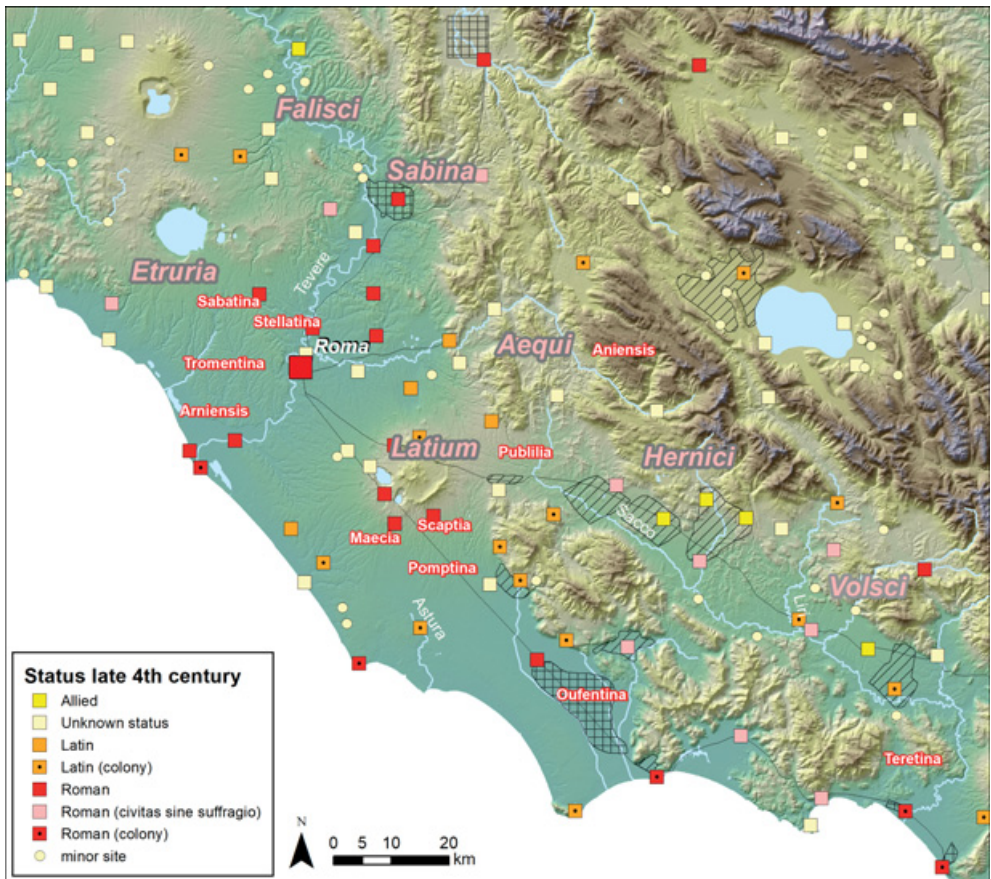 Falisci
Sabina
Etruria
Tevere
Sabatina
Stellatina
Roma
Tromentina
Aequi
Aniensis
Arniensis
Latium
Publilia
Hernici
Sacco
Scaptia
Maecia
Pomptina
Volsci
Liri
Astura
Oufentina
Teretina
Status late 4th century
Allied
Unknown status
Latin
Latin (colony)
Roman
Roman (civitas sine suffragio)
Roman (colony)
minor site
N
0 5 10 20
km